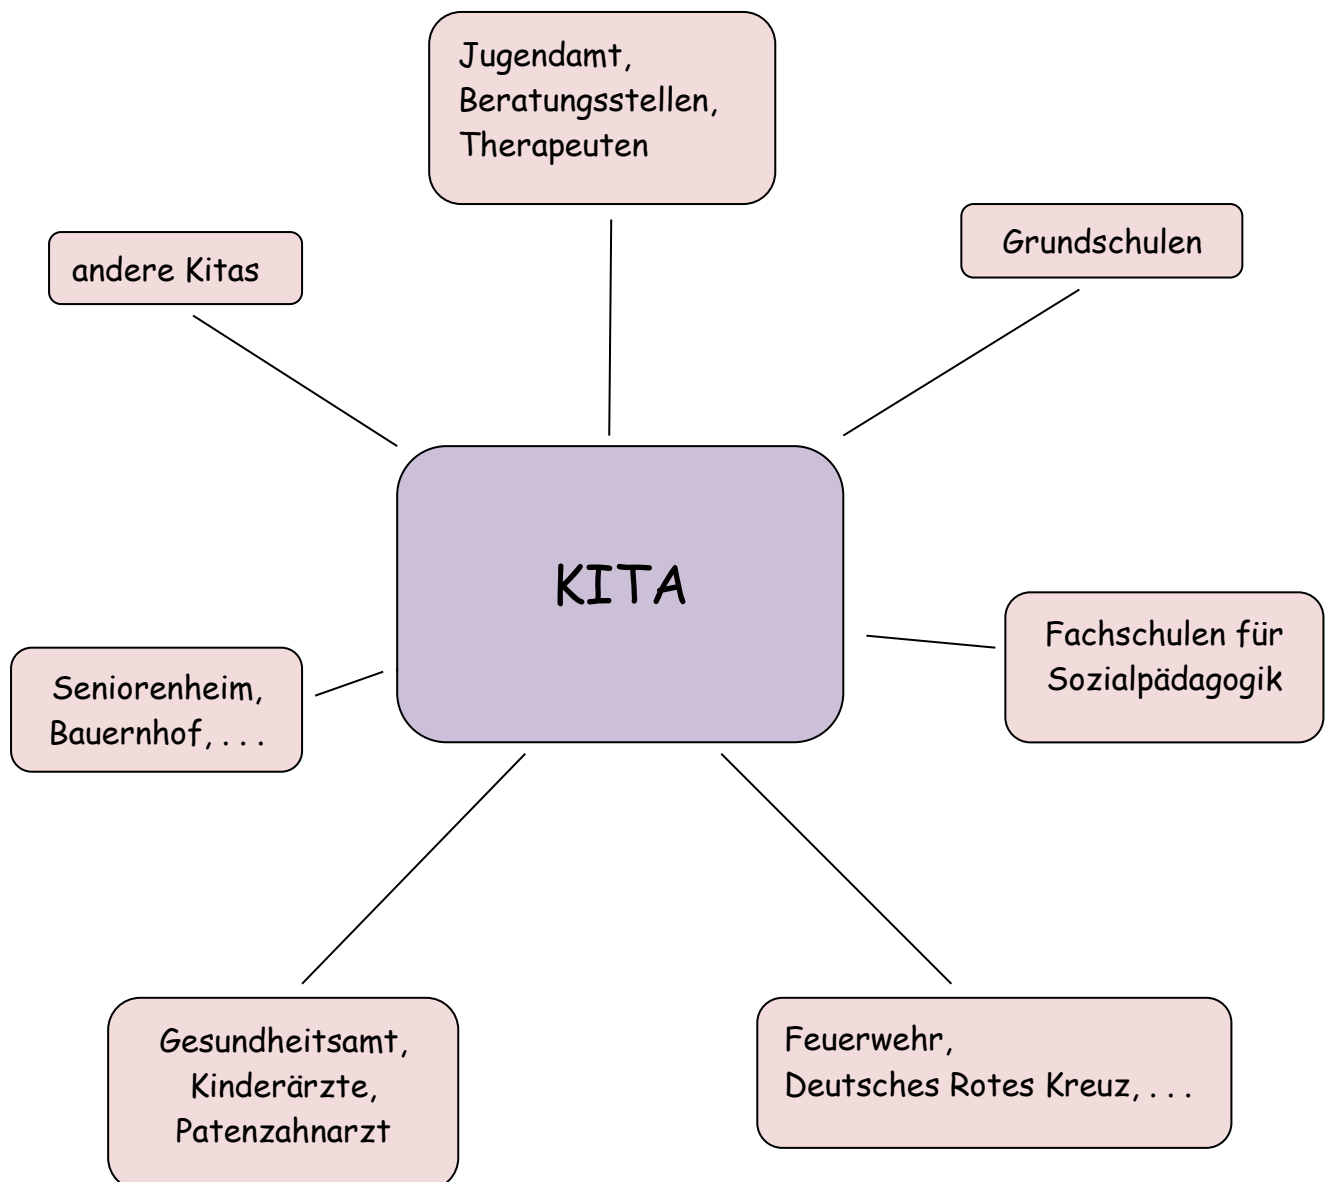 Jugendamt,
Beratungsstellen,
Therapeuten
andere Kitas
Grundschulen
KITA
Fachschulen für
Sozialpädagogik
Seniorenheim,
Bauernhof, . . .
Gesundheitsamt,
Kinderärzte,
Patenzahnarzt
Feuerwehr,
Deutsches Rotes Kreuz, . . .